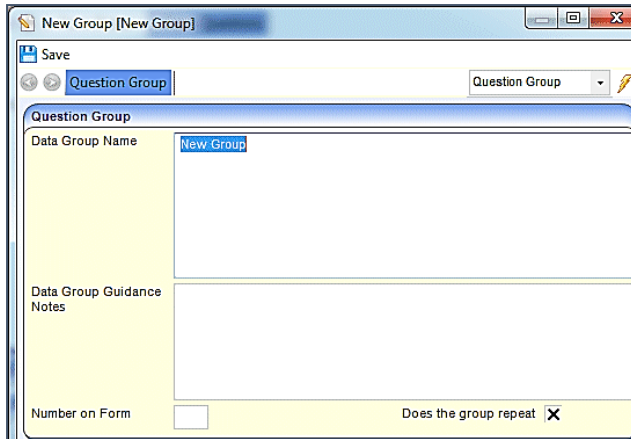 New Group [New Group]
Save
Question Group
Question Group
Question Group
Data Group Name
New Group
Data Group Guidance
Notes
Number on Form
Does the group repeat